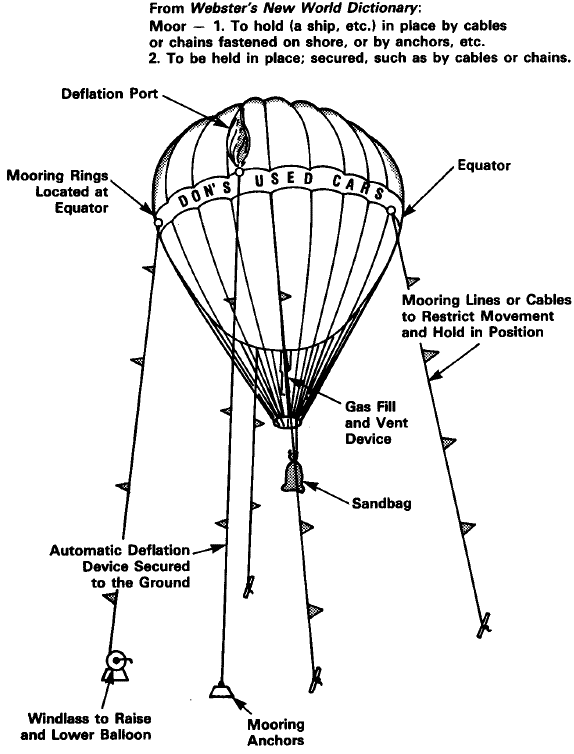 From Webster's New World Dictionary:
Moor — 1. To hold (a ship, etc.) in place by cables
or chains fastened on shore, or by anchors, etc.
2. To be held in place; secured, such as by cables or chains.
Deflation Port
Mooring Rings
Located at
Equator
Equator
DON'S USED CARS
Mooring Lines or Cables
to Restrict Movement
and Hold in Position
Gas Fill
and Vent
Device
Sandbag
Automatic Deflation
Device Secured
to the Ground
Windlass to Raise
and Lower Balloon
Mooring
Anchors